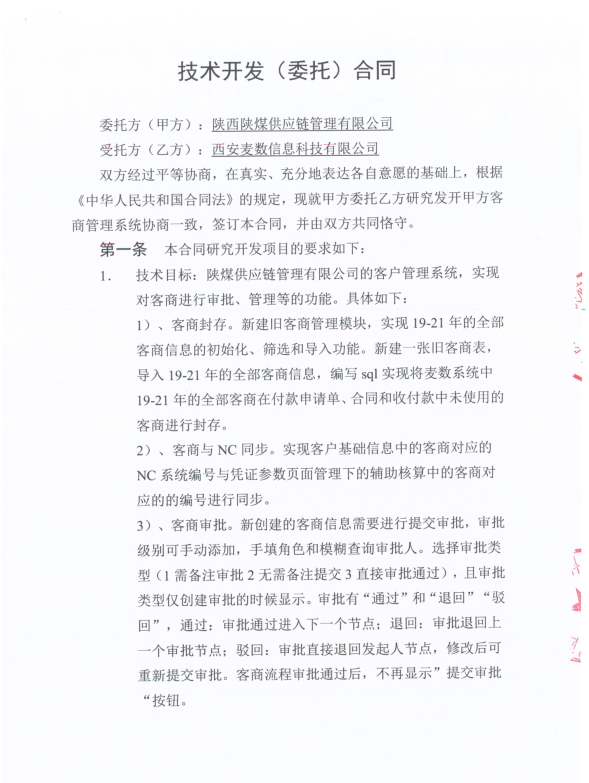 技术开发（委托）合同
委托方（甲方）：陕西陕煤供应链管理有限公司
受托方（乙方）：西安麦数信息科技有限公司
双方经过平等协商，在真实、充分地表达各自意愿的基础上，根据
《中华人民共和国合同法》的规定，现就甲方委托乙方研究发开甲方客
商管理系统协商一致，签订本合同，并由双方共同恪守。
第一条 本合同研究开发项目的要求如下：
1. 技术目标：陕煤供应链管理有限公司的客户管理系统，实现
对客商进行审批、管理等的功能。具体如下：
1）、客商封存。新建旧客商管理模块，实现 19-21 年的全部
客商信息的初始化、筛选和导入功能。新建一张旧客商表，
导入 19-21 年的全部客商信息，编写 sql 实现将麦数系统中
19-21 年的全部客商在付款申请单、合同和收付款中未使用的
客商进行封存。
2）、客商与 NC 同步。实现客户基础信息中的客商对应的
NC 系统编号与凭证参数页面管理下的辅助核算中的客商对
应的的编号进行同步。
3）、客商审批。新创建的客商信息需要进行提交审批，审批
级别可手动添加，手填角色和模糊查询审批人。选择审批类
型（1 需备注审批 2 无需备注提交 3 直接审批通过），且审批
类型仅创建审批的时候显示。审批有“通过”和“退回”“驳
回”，通过：审批通过进入下一个节点；退回：审批退回上
一个审批节点；驳回：审批直接退回发起人节点，修改后可
重新提交审批。客商流程审批通过后，不再显示”提交审批
“按钮。